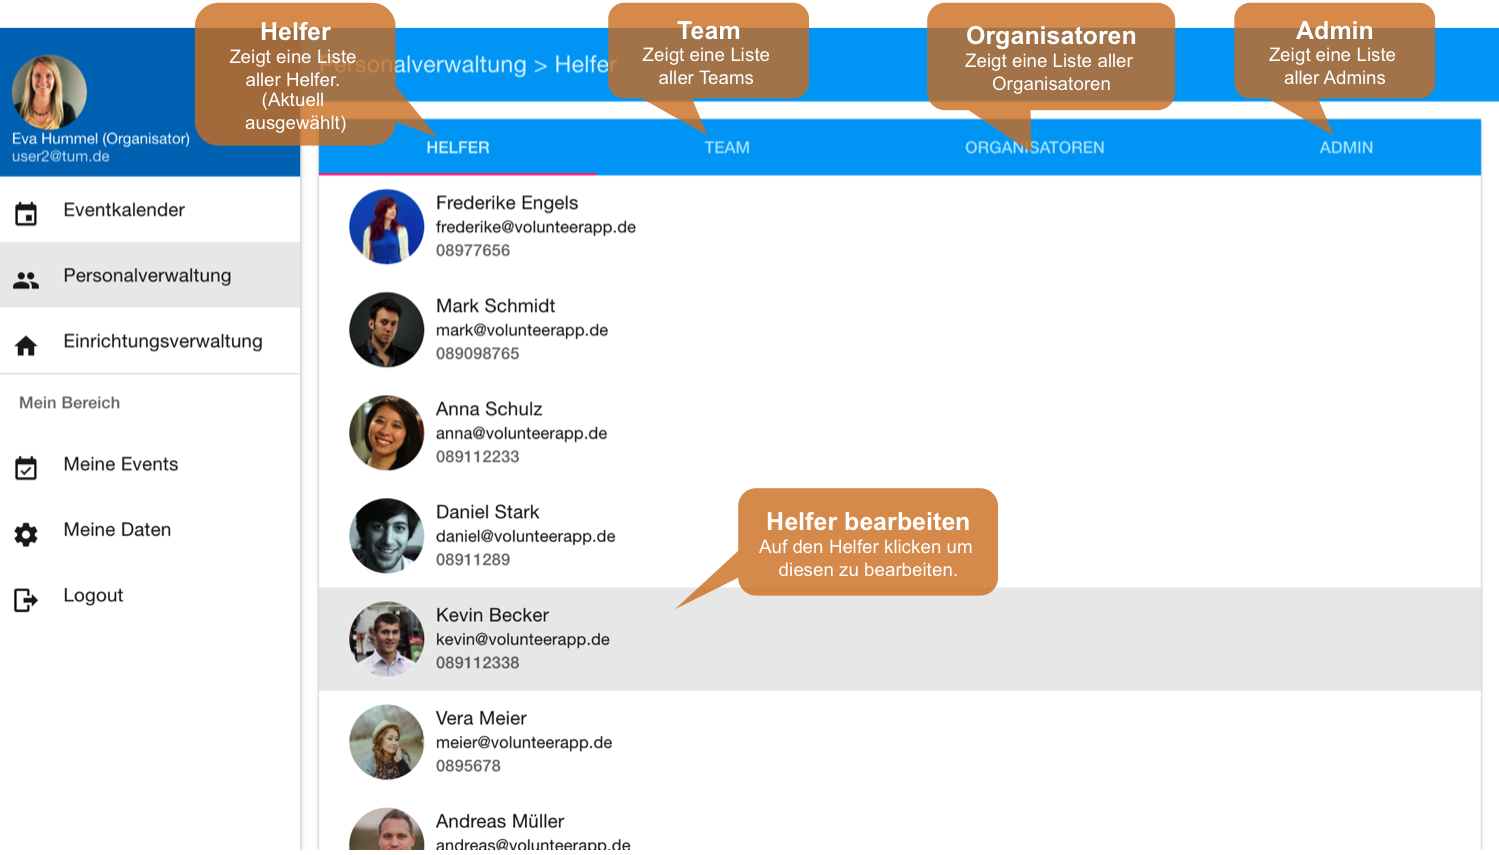 Helfer
Zeigt eine Liste
aller Helfer.
(Aktuell
ausgewählt)
Team
Zeigt eine Liste
aller Teams
Organisatoren
Zeigt eine Liste aller
Organisatoren
Admin
Zeigt eine Liste
aller Admins
Personalverwaltung > Helfer
Eva Hummel (Organisator)
user2@tum.de
HELFER
TEAM
ORGANISATOREN
ADMIN
Eventkalender
Personalverwaltung
Einrichtungsverwaltung
Mein Bereich
Meine Events
Meine Daten
Logout
Frederike Engels
frederike@volunteerapp.de
08977656
Mark Schmidt
mark@volunteerapp.de
089098765
Anna Schulz
anna@volunteerapp.de
089112233
Daniel Stark
daniel@volunteerapp.de
08911289
Helfer bearbeiten
Auf den Helfer klicken um
diesen zu bearbeiten.
Kevin Becker
kevin@volunteerapp.de
089112338
Vera Meier
meier@volunteerapp.de
0895678
Andreas Müller
andreas@volunteerapp.de